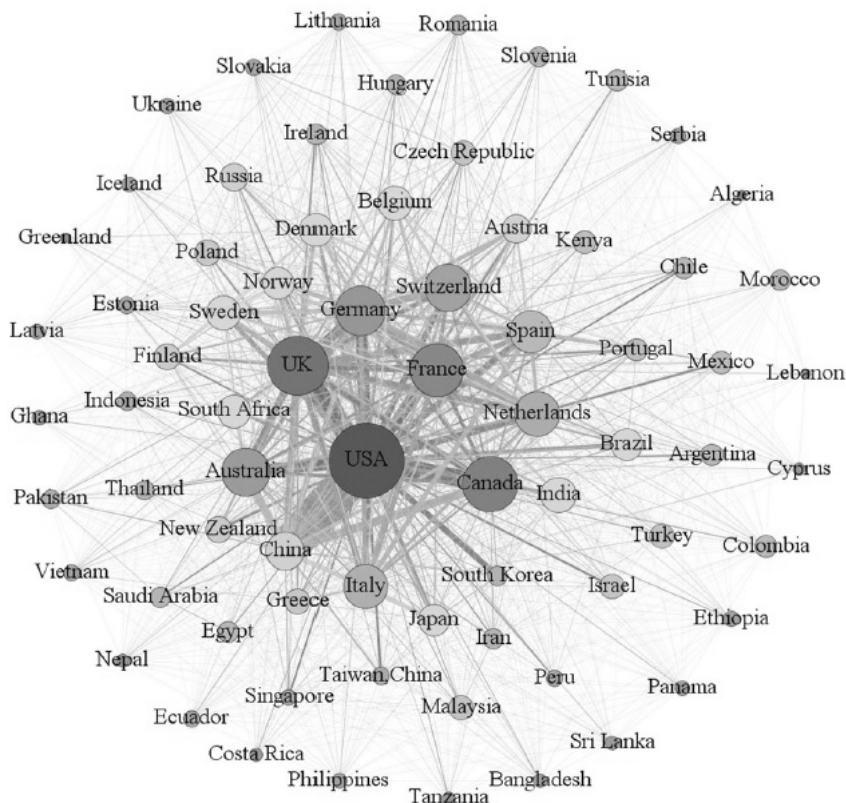 Lithuania
Romania
Slovakia
Slovenia
Hungary
Tunisia
Ukraine
Ireland
Czech Republic
Serbia
Iceland
Russia
Belgium
Algeria
Greenland
Denmark
Austria
Kenya
Poland
Norway
Switzerland
Chile
Morocco
Estonia
Sweden
Germany
Spain
Latvia
Finland
UK
France
Portugal
Mexico
Lebanon
Indonesia
South Africa
Netherlands
Ghana
Brazil
Argentina
USA
Cyprus
Australia
Canada
Pakistan
Thailand
India
New Zealand
China
Turkey
Colombia
Vietnam
South Korea
Saudi Arabia
Greece
Italy
Israel
Japan
Ethiopia
Egypt
Iran
Nepal
Taiwan,China
Singapore
Peru
Panama
Malaysia
Ecuador
Sri Lanka
Costa Rica
Philippines
Bangladesh
Tanzania